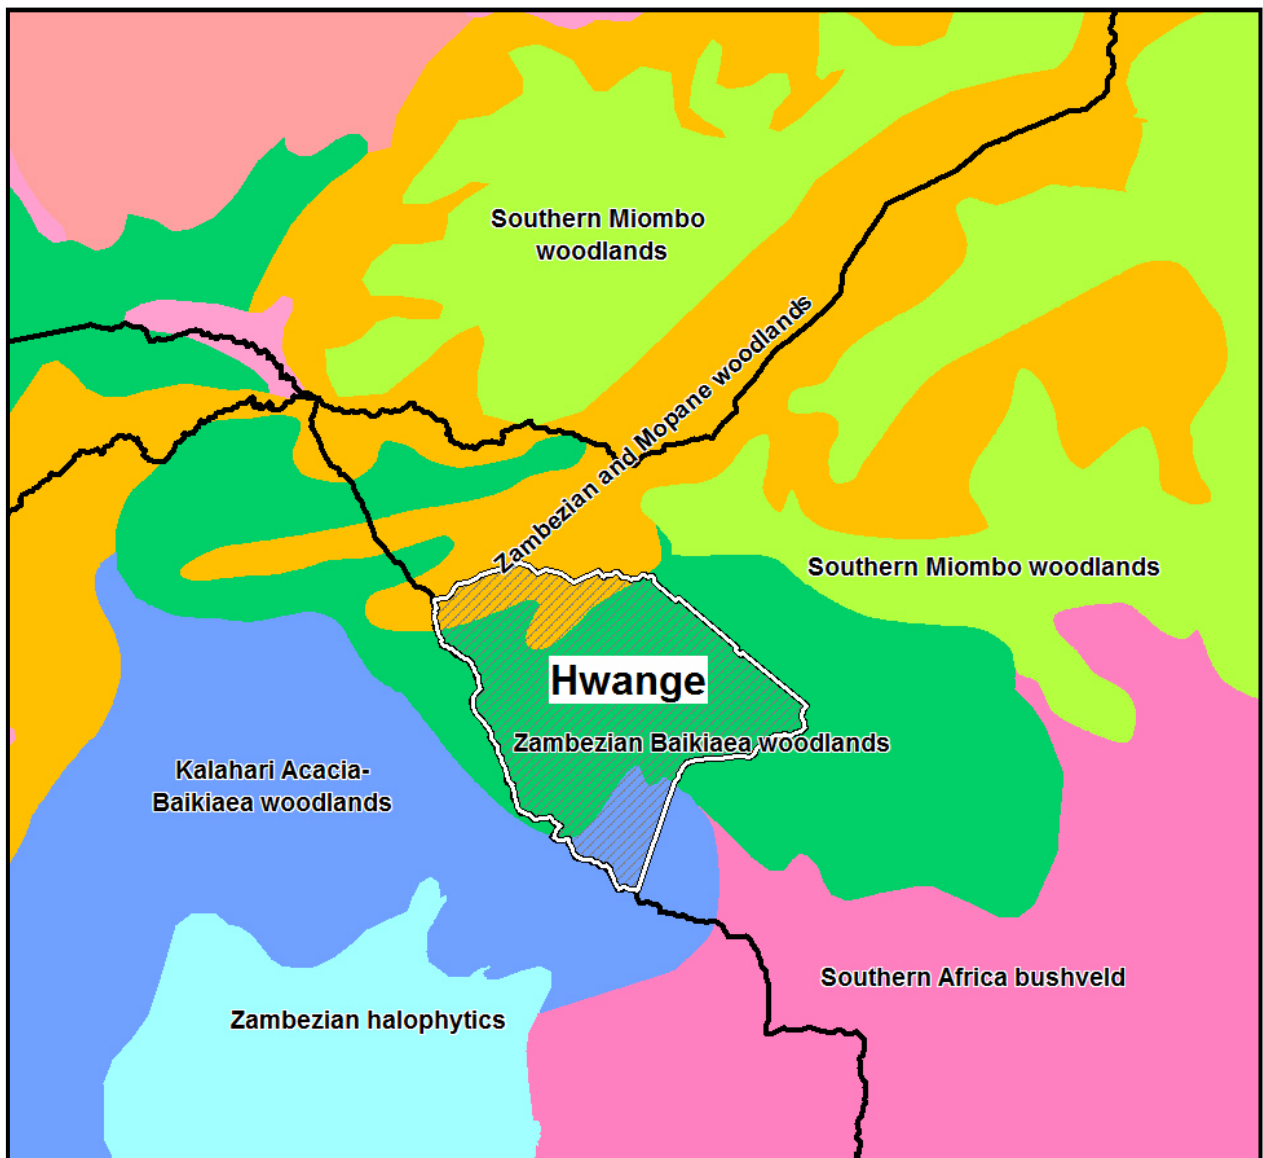 Southern Miombo
woodlands
Zambezian and Mopane woodlands
Southern Miombo woodlands
Hwange
Zambezian Baikiaea woodlands
Kalahari Acacia-
Baikiaea woodlands
Southern Africa bushveld
Zambezian halophytics